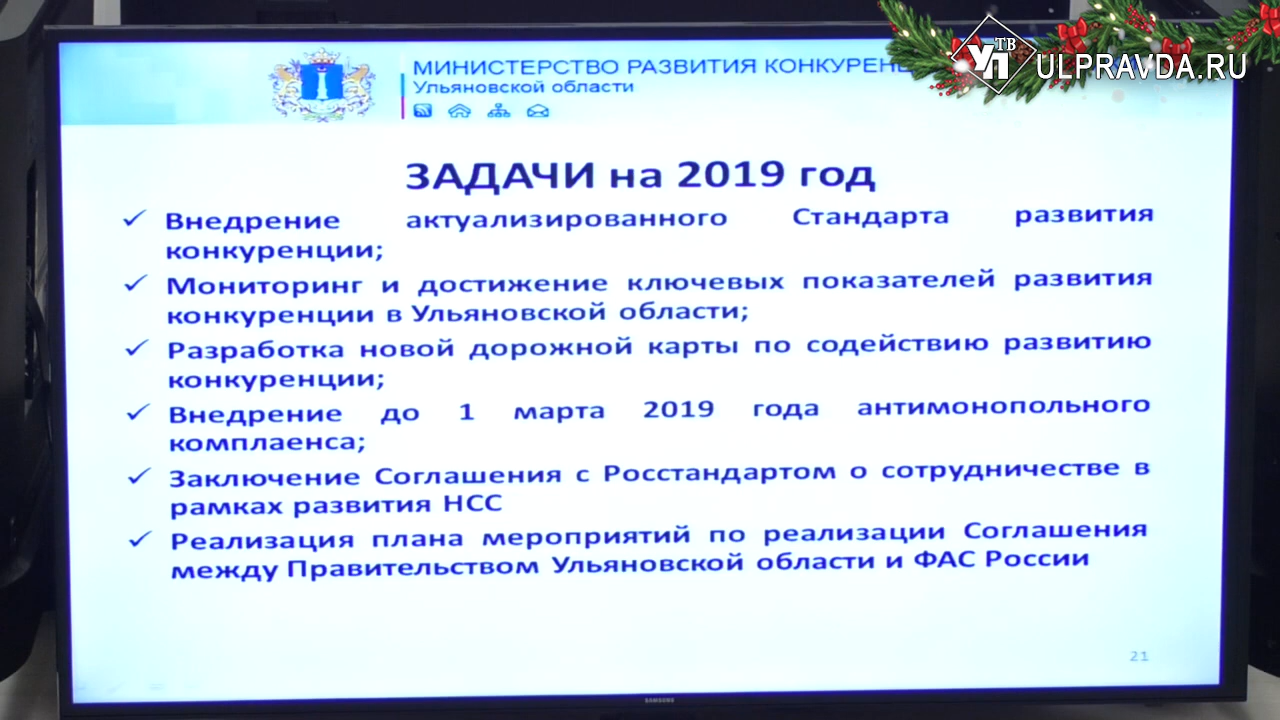 УП ТВ ULPRAVDA.RU
МИНИСТЕРСТВО РАЗВИТИЯ
Ульяновской области
ЗАДАЧИ на 2019 год
✓ Внедрение актуализированного Стандарта развития
конкуренции;
✓ Мониторинг и достижение ключевых показателей развития
конкуренции в Ульяновской области;
✓ Разработка новой дорожной карты по содействию развитию
конкуренции;
✓ Внедрение до 1 марта 2019 года антимонопольного
комплаенса;
✓ Заключение Соглашения с Росстандартом о сотрудничестве в
рамках развития НСС
✓ Реализация плана мероприятий по реализации Соглашения
между Правительством Ульяновской области и ФАС России
21
SAMSUNG